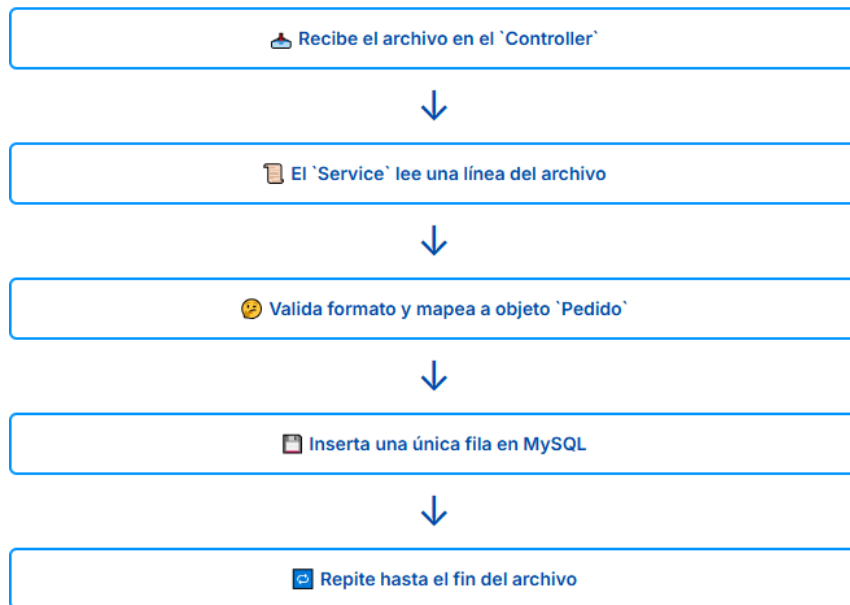 Recibe el archivo en el `Controller`
El `Service` lee una línea del archivo
Valida formato y mapea a objeto `Pedido`
Inserta una única fila en MySQL
Repite hasta el fin del archivo